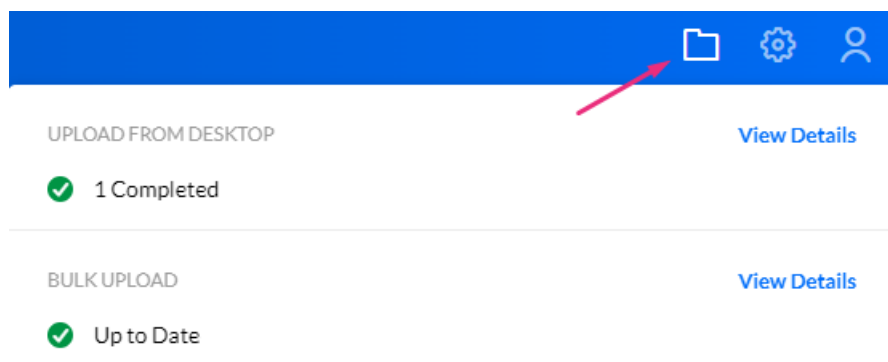 UPLOAD FROM DESKTOP View Details
1 Completed
BULK UPLOAD View Details
Up to Date